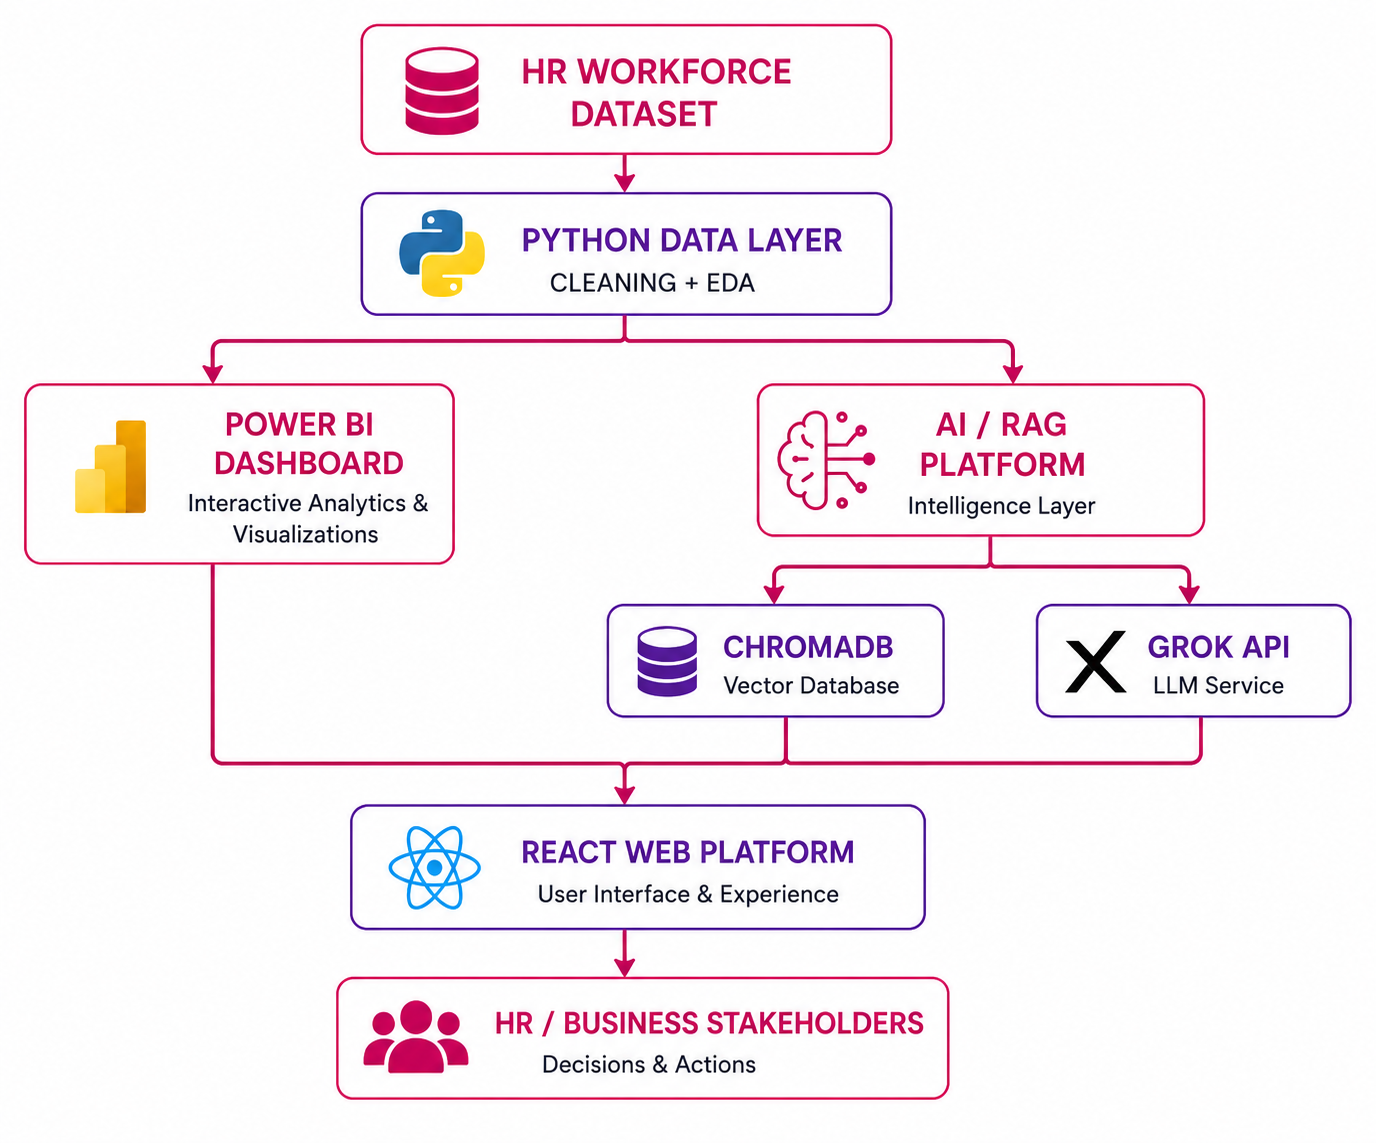 HR WORKFORCE
DATASET
PYTHON DATA LAYER
CLEANING + EDA
POWER BI
DASHBOARD
Interactive Analytics &
Visualizations
AI / RAG
PLATFORM
Intelligence Layer
CHROMADB
Vector Database
GROK API
LLM Service
REACT WEB PLATFORM
User Interface & Experience
HR / BUSINESS STAKEHOLDERS
Decisions & Actions